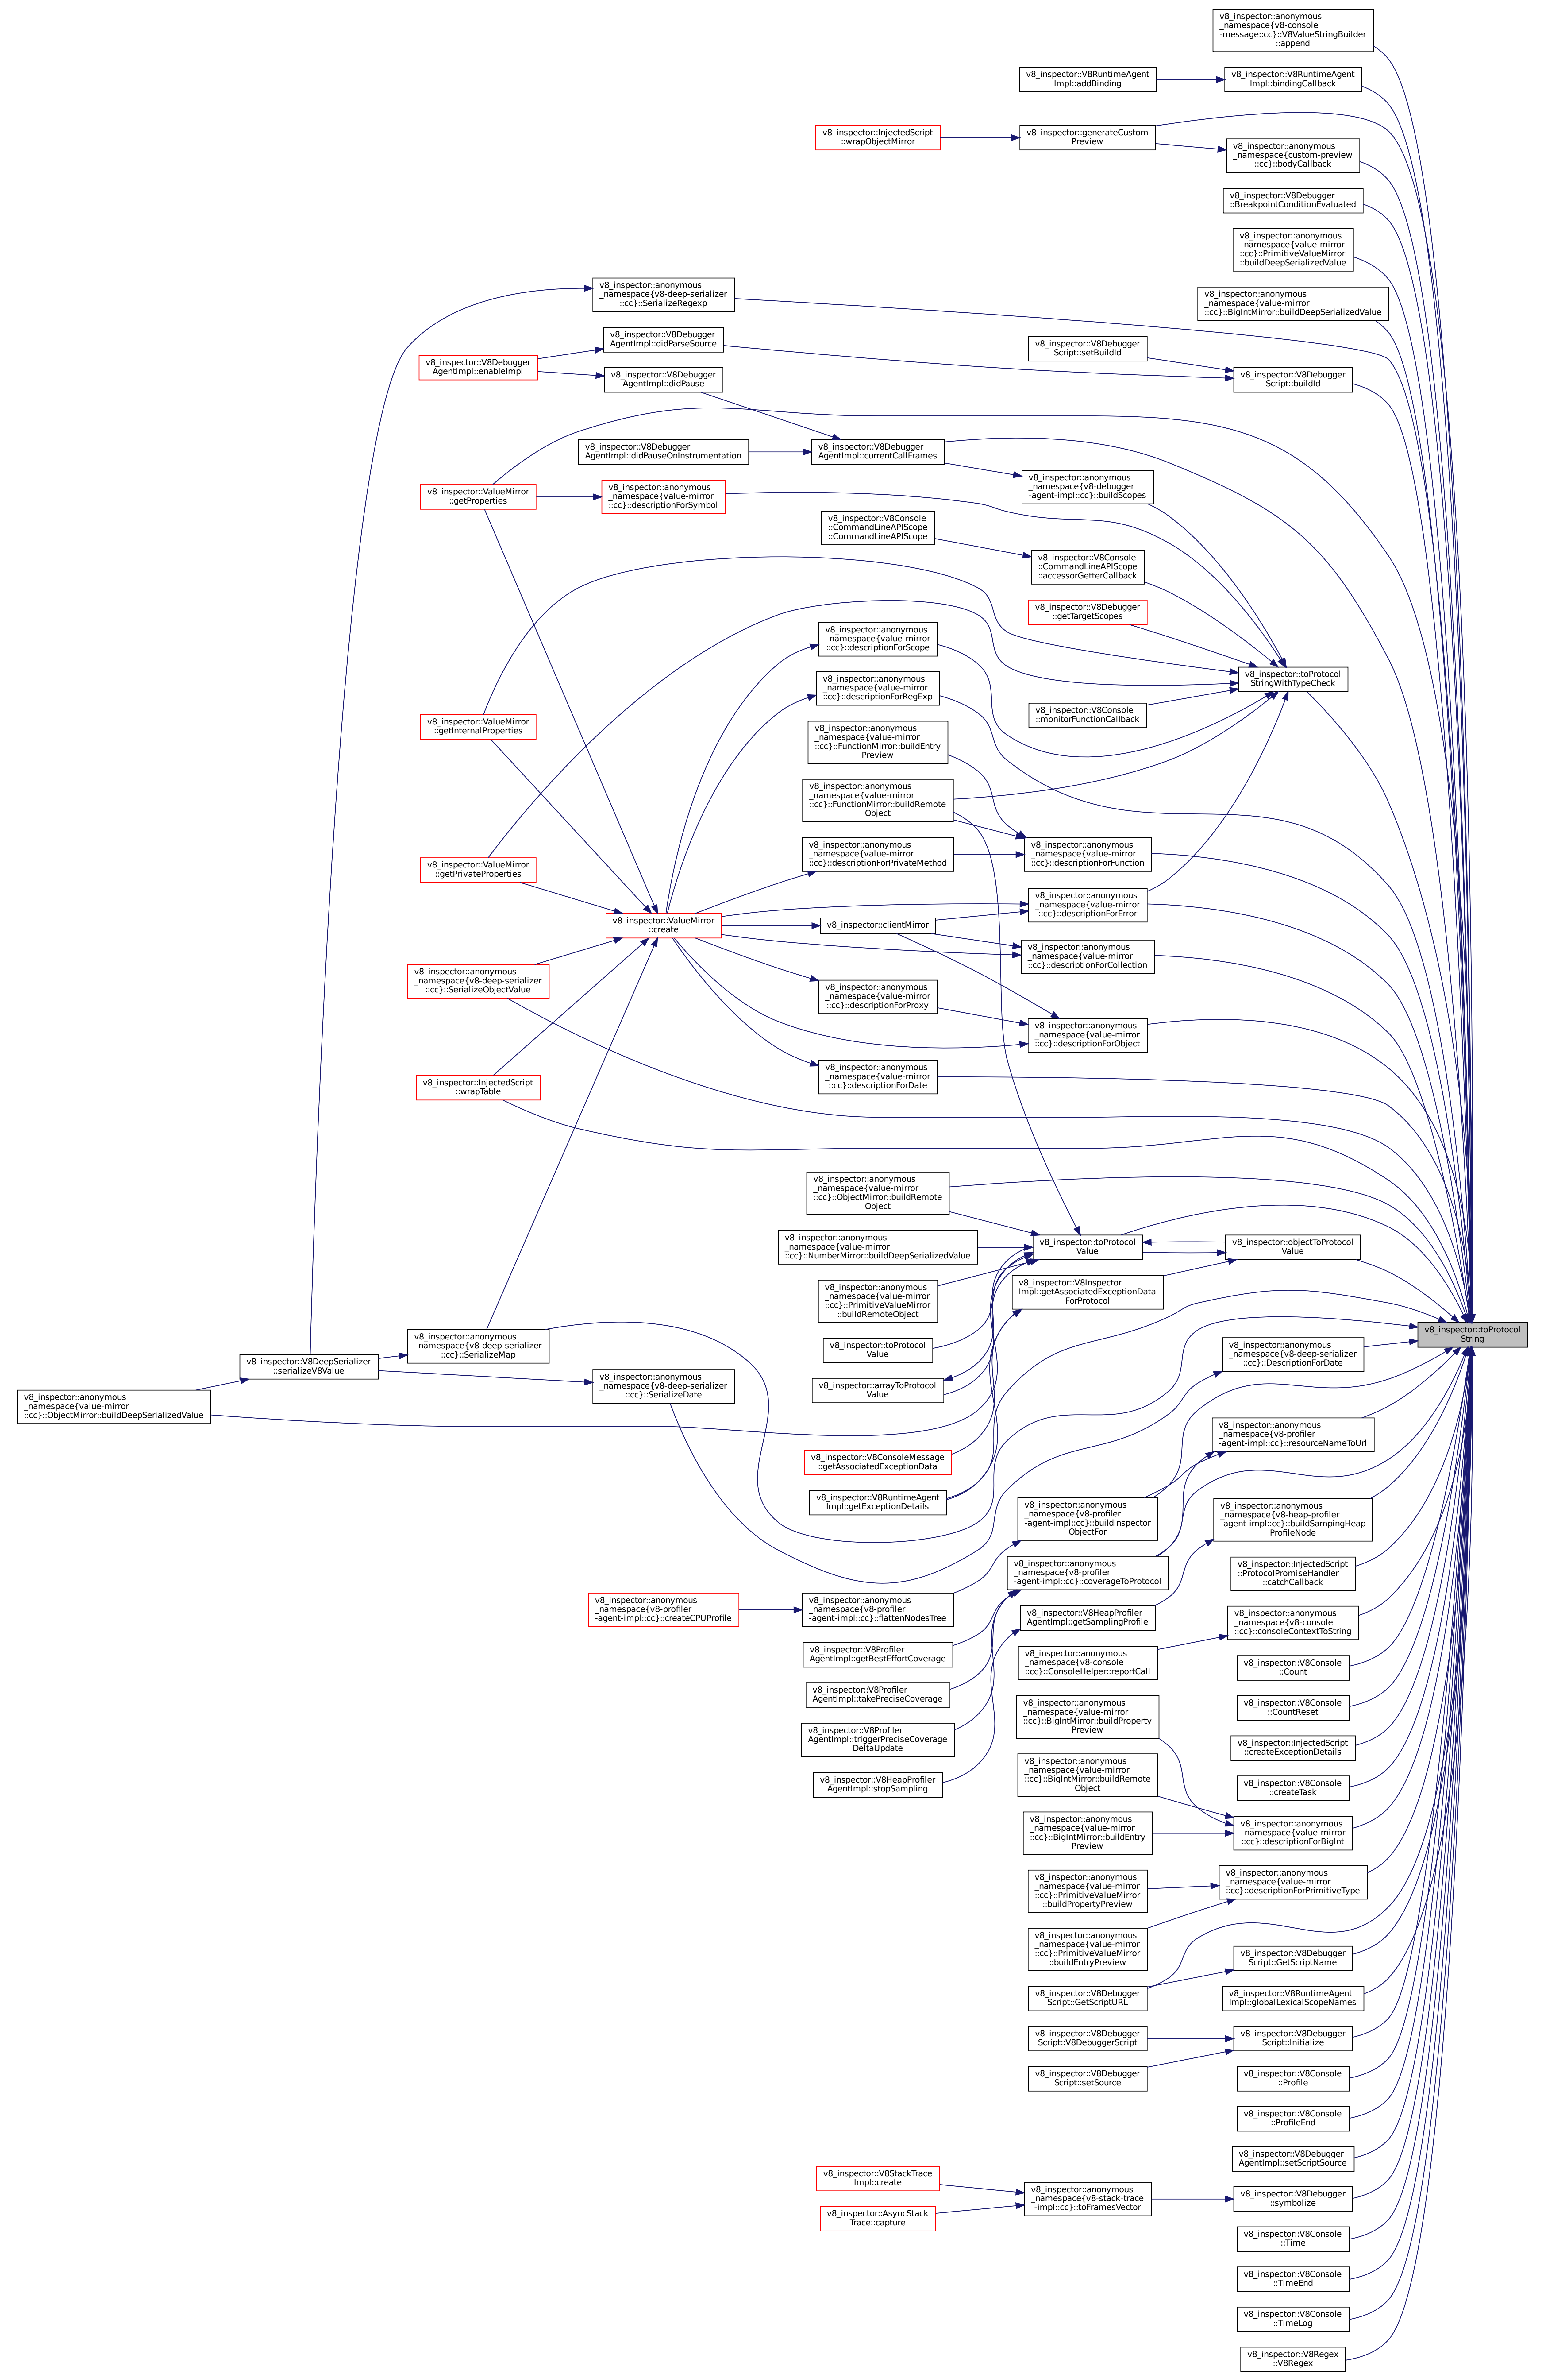 v8_inspector::anonymous
_namespace{v8-console
-message::cc}::V8ValueStringBuilder
::append
v8_inspector::V8RuntimeAgent
Impl::addBinding
v8_inspector::V8RuntimeAgent
Impl::bindingCallback
v8_inspector::InjectedScript
::wrapObjectMirror
v8_inspector::generateCustom
Preview
v8_inspector::anonymous
_namespace{custom-preview
::cc}::bodyCallback
v8_inspector::V8Debugger
::BreakpointConditionEvaluated
v8_inspector::anonymous
_namespace{value-mirror
::cc}::PrimitiveValueMirror
::buildDeepSerializedValue
v8_inspector::anonymous
_namespace{v8-deep-serializer
::cc}::SerializeRegexp
v8_inspector::anonymous
_namespace{value-mirror
::cc}::BigIntMirror::buildDeepSerializedValue
v8_inspector::V8Debugger
AgentImpl::didParseSource
v8_inspector::V8Debugger
Script::setBuildId
v8_inspector::V8Debugger
AgentImpl::enableImpl
v8_inspector::V8Debugger
AgentImpl::didPause
v8_inspector::V8Debugger
Script::buildId
v8_inspector::V8Debugger
AgentImpl::didPauseOnInstrumentation
v8_inspector::V8Debugger
AgentImpl::currentCallFrames
v8_inspector::ValueMirror
::getProperties
v8_inspector::anonymous
_namespace{value-mirror
::cc}::descriptionForSymbol
v8_inspector::anonymous
_namespace{v8-debugger
-agent-impl::cc}::buildScopes
v8_inspector::V8Console
::CommandLineAPIScope
::CommandLineAPIScope
v8_inspector::V8Console
::CommandLineAPIScope
::accessorGetterCallback
v8_inspector::V8Debugger
::getTargetScopes
v8_inspector::anonymous
_namespace{value-mirror
::cc}::descriptionForScope
v8_inspector::toProtocol
StringWithTypeCheck
v8_inspector::anonymous
_namespace{value-mirror
::cc}::descriptionForRegExp
v8_inspector::V8Console
::monitorFunctionCallback
v8_inspector::ValueMirror
::getInternalProperties
v8_inspector::anonymous
_namespace{value-mirror
::cc}::FunctionMirror::buildEntry
Preview
v8_inspector::anonymous
_namespace{value-mirror
::cc}::FunctionMirror::buildRemote
Object
v8_inspector::ValueMirror
::getPrivateProperties
v8_inspector::anonymous
_namespace{value-mirror
::cc}::descriptionForPrivateMethod
v8_inspector::anonymous
_namespace{value-mirror
::cc}::descriptionForFunction
v8_inspector::ValueMirror
::create
v8_inspector::clientMirror
v8_inspector::anonymous
_namespace{value-mirror
::cc}::descriptionForError
v8_inspector::anonymous
_namespace{value-mirror
::cc}::descriptionForCollection
v8_inspector::anonymous
_namespace{v8-deep-serializer
::cc}::SerializeObjectValue
v8_inspector::anonymous
_namespace{value-mirror
::cc}::descriptionForProxy
v8_inspector::anonymous
_namespace{value-mirror
::cc}::descriptionForObject
v8_inspector::InjectedScript
::wrapTable
v8_inspector::anonymous
_namespace{value-mirror
::cc}::descriptionForDate
v8_inspector::anonymous
_namespace{value-mirror
::cc}::ObjectMirror::buildRemote
Object
v8_inspector::anonymous
_namespace{value-mirror
::cc}::NumberMirror::buildDeepSerializedValue
v8_inspector::toProtocol
Value
v8_inspector::objectToProtocol
Value
v8_inspector::anonymous
_namespace{value-mirror
::cc}::PrimitiveValueMirror
::buildRemoteObject
v8_inspector::V8Inspector
Impl::getAssociatedExceptionData
ForProtocol
v8_inspector::toProtocol
String
v8_inspector::anonymous
_namespace{v8-deep-serializer
::cc}::SerializeMap
v8_inspector::toProtocol
Value
v8_inspector::anonymous
_namespace{v8-deep-serializer
::cc}::DescriptionForDate
v8_inspector::V8DeepSerializer
::serializeV8Value
v8_inspector::anonymous
_namespace{v8-deep-serializer
::cc}::SerializeDate
v8_inspector::arrayToProtocol
Value
v8_inspector::anonymous
_namespace{value-mirror
::cc}::ObjectMirror::buildDeepSerializedValue
v8_inspector::anonymous
_namespace{v8-profiler
-agent-impl::cc}::resourceNameToUrl
v8_inspector::V8ConsoleMessage
::getAssociatedExceptionData
v8_inspector::V8RuntimeAgent
Impl::getExceptionDetails
v8_inspector::anonymous
_namespace{v8-profiler
-agent-impl::cc}::buildInspector
ObjectFor
v8_inspector::anonymous
_namespace{v8-heap-profiler
-agent-impl::cc}::buildSampingHeap
ProfileNode
v8_inspector::anonymous
_namespace{v8-profiler
-agent-impl::cc}::coverageToProtocol
v8_inspector::InjectedScript
::ProtocolPromiseHandler
::catchCallback
v8_inspector::anonymous
_namespace{v8-profiler
-agent-impl::cc}::createCPUProfile
v8_inspector::anonymous
_namespace{v8-profiler
-agent-impl::cc}::flattenNodesTree
v8_inspector::V8HeapProfiler
AgentImpl::getSamplingProfile
v8_inspector::anonymous
_namespace{v8-console
::cc}::consoleContextToString
v8_inspector::V8Profiler
AgentImpl::getBestEffortCoverage
v8_inspector::anonymous
_namespace{v8-console
::cc}::ConsoleHelper::reportCall
v8_inspector::V8Console
::Count
v8_inspector::V8Profiler
AgentImpl::takePreciseCoverage
v8_inspector::anonymous
_namespace{value-mirror
::cc}::BigIntMirror::buildProperty
Preview
v8_inspector::V8Console
::CountReset
v8_inspector::V8Profiler
AgentImpl::triggerPreciseCoverage
DeltaUpdate
v8_inspector::InjectedScript
::createExceptionDetails
v8_inspector::V8HeapProfiler
AgentImpl::stopSampling
v8_inspector::anonymous
_namespace{value-mirror
::cc}::BigIntMirror::buildRemote
Object
v8_inspector::V8Console
::createTask
v8_inspector::anonymous
_namespace{value-mirror
::cc}::BigIntMirror::buildEntry
Preview
v8_inspector::anonymous
_namespace{value-mirror
::cc}::descriptionForBigInt
v8_inspector::anonymous
_namespace{value-mirror
::cc}::PrimitiveValueMirror
::buildPropertyPreview
v8_inspector::anonymous
_namespace{value-mirror
::cc}::descriptionForPrimitiveType
v8_inspector::anonymous
_namespace{value-mirror
::cc}::PrimitiveValueMirror
::buildEntryPreview
v8_inspector::V8Debugger
Script::GetScriptName
v8_inspector::V8Debugger
Script::GetScriptURL
v8_inspector::V8RuntimeAgent
Impl::globalLexicalScopeNames
v8_inspector::V8Debugger
Script::V8DebuggerScript
v8_inspector::V8Debugger
Script::Initialize
v8_inspector::V8Debugger
Script::setSource
v8_inspector::V8Console
::Profile
v8_inspector::V8Console
::ProfileEnd
v8_inspector::V8Debugger
AgentImpl::setScriptSource
v8_inspector::V8StackTrace
Impl::create
v8_inspector::anonymous
_namespace{v8-stack-trace
-impl::cc}::toFramesVector
v8_inspector::V8Debugger
::symbolize
v8_inspector::AsyncStack
Trace::capture
v8_inspector::V8Console
::Time
v8_inspector::V8Console
::TimeEnd
v8_inspector::V8Console
::TimeLog
v8_inspector::V8Regex
::V8Regex